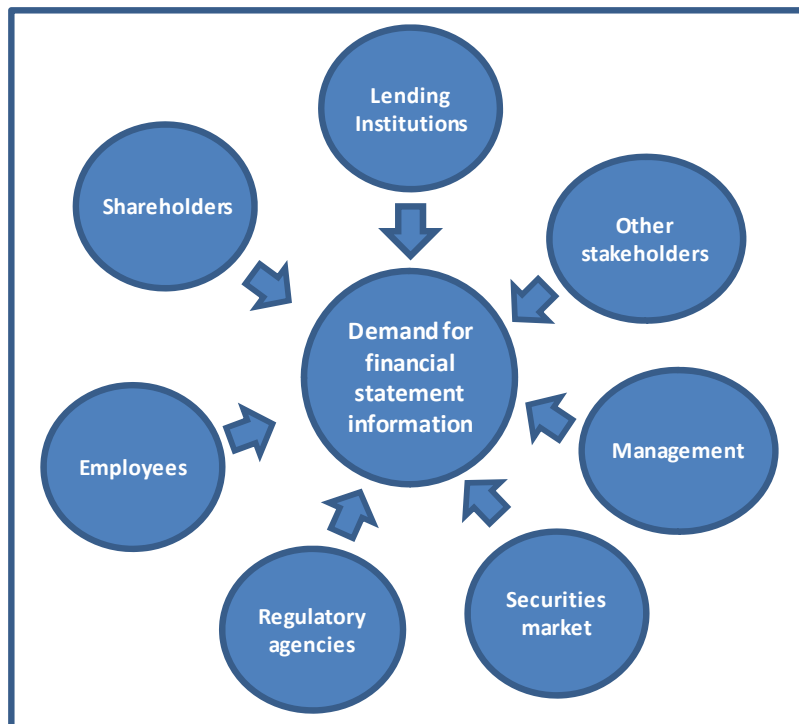 Lending
Institutions
Shareholders
Other
stakeholders
Demand for
financial
statement
information
Employees
Management
Regulatory
agencies
Securities
market